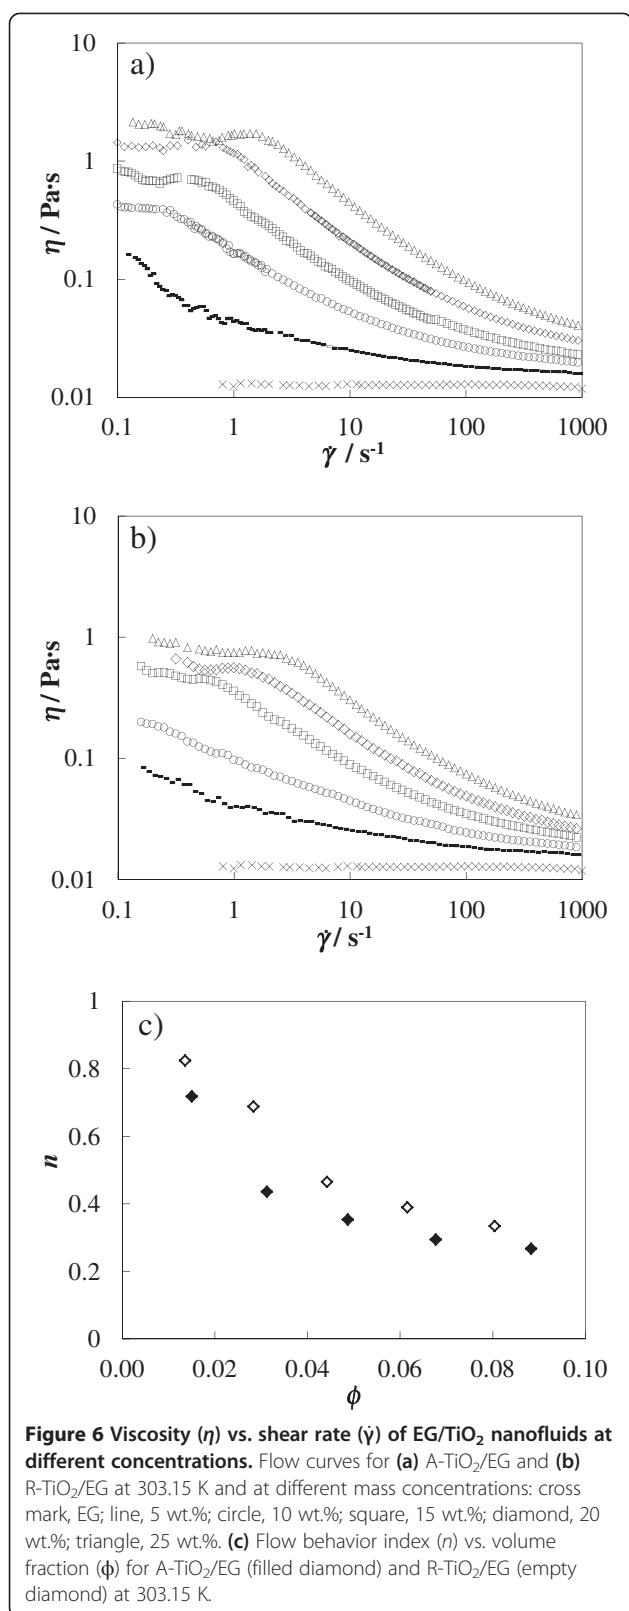 a)
10
1
0.1
0.01
η / Pa·s
0.1 1 10 100 1000
γ̇ / s⁻¹
b)
10
1
0.1
0.01
η / Pa·s
0.1 1 10 100 1000
γ̇ / s⁻¹
c)
1
0.8
0.6
0.4
0.2
0
n
0.00 0.02 0.04 0.06 0.08 0.10
ϕ
Figure 6 Viscosity (η) vs. shear rate (γ̇) of EG/TiO₂ nanofluids at
different concentrations. Flow curves for (a) A-TiO₂/EG and (b)
R-TiO₂/EG at 303.15 K and at different mass concentrations: cross
mark, EG; line, 5 wt.%; circle, 10 wt.%; square, 15 wt.%; diamond, 20
wt.%; triangle, 25 wt.%. (c) Flow behavior index (n) vs. volume
fraction (ϕ) for A-TiO₂/EG (filled diamond) and R-TiO₂/EG (empty
diamond) at 303.15 K.